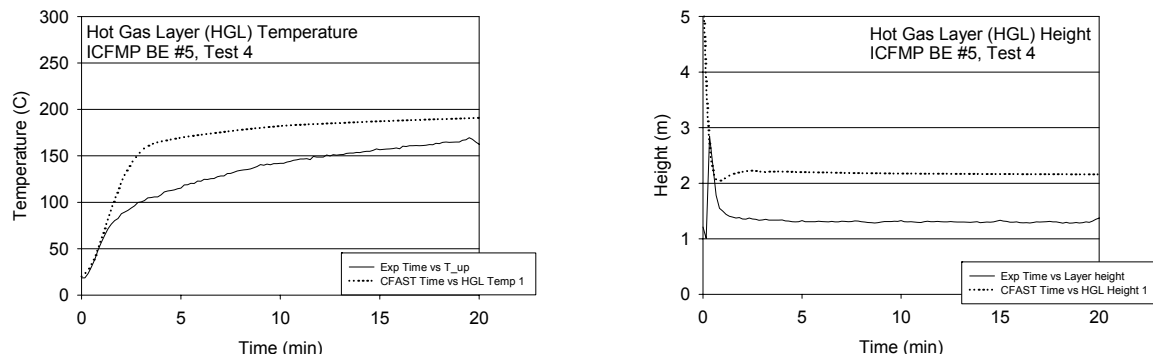 Hot Gas Layer (HGL) Temperature
ICFMP BE #5, Test 4
300
250
200
150
100
50
0
Temperature (C)
0
5
10
15
20
Time (min)
Exp Time vs T_up
CFAST Time vs HGL Temp 1
Hot Gas Layer (HGL) Height
ICFMP BE #5, Test 4
5
4
3
2
1
0
Height (m)
0
5
10
15
20
Time (min)
Exp Time vs Layer height
CFAST Time vs HGL Height 1